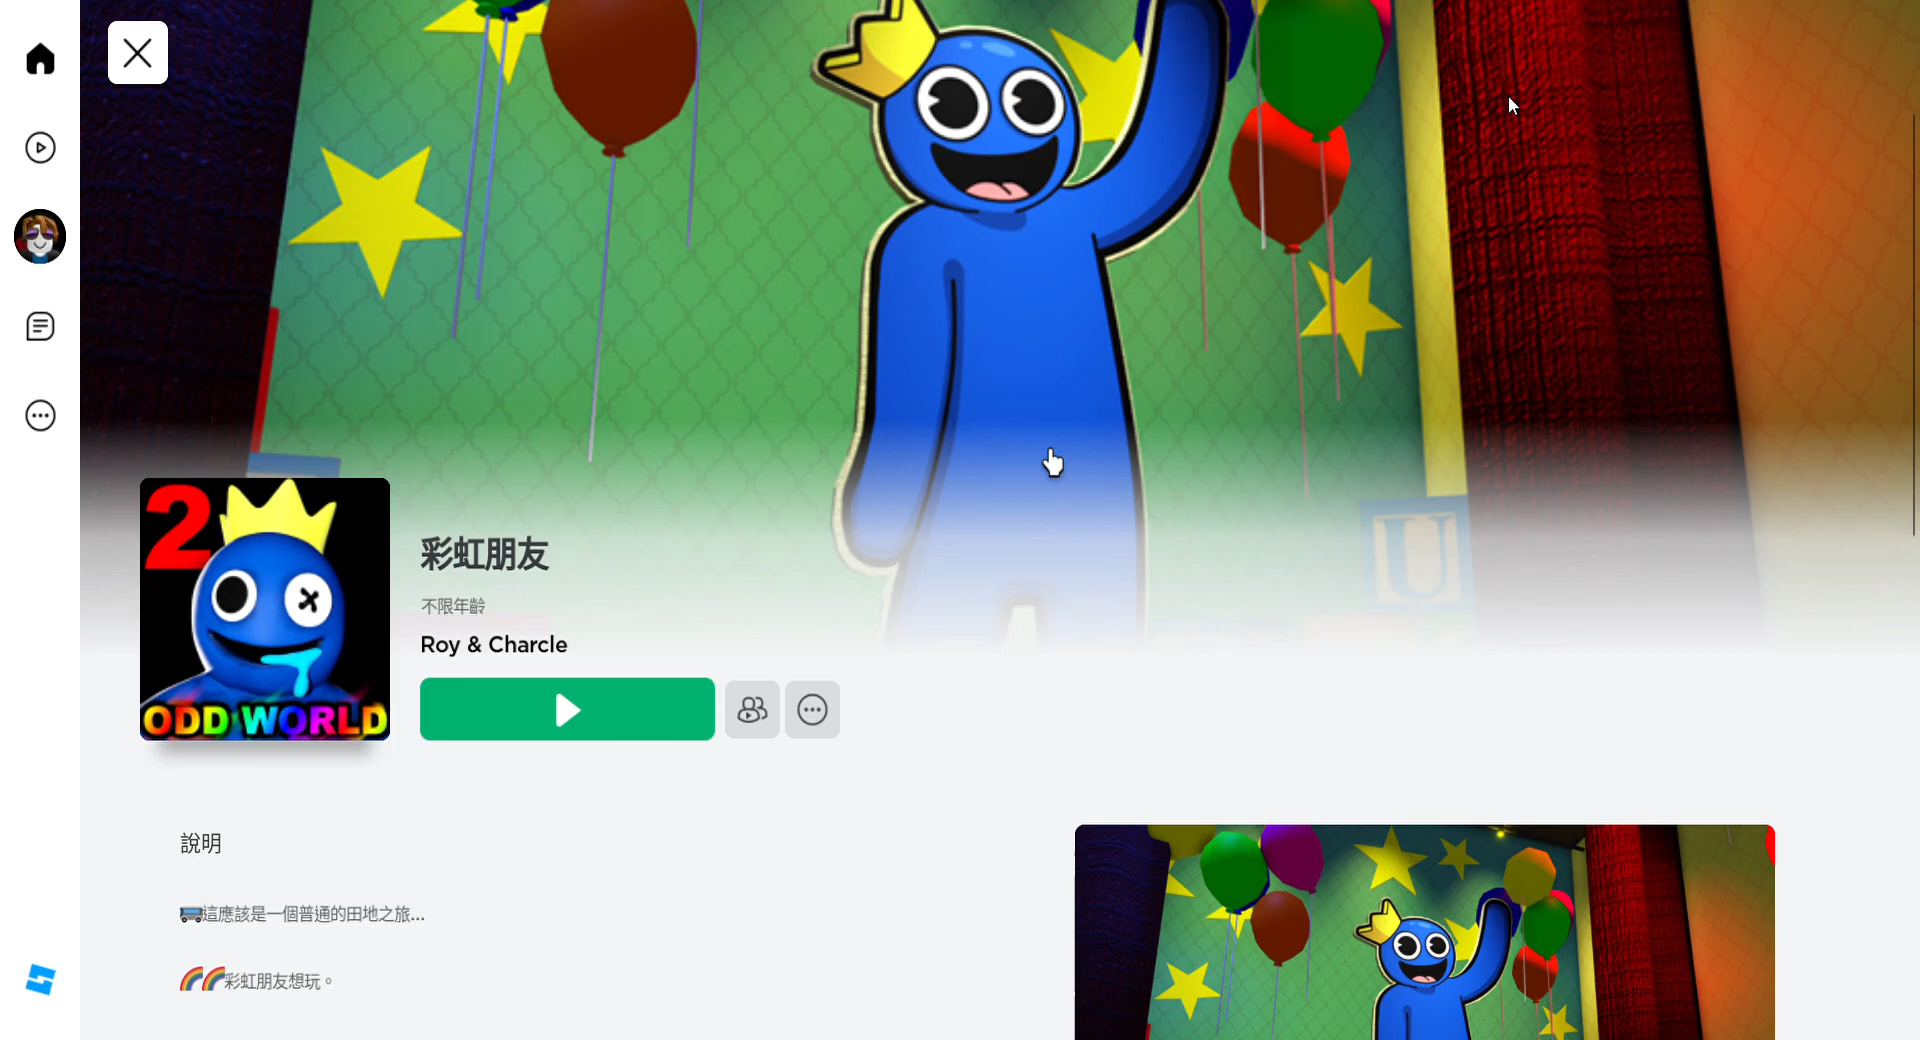 U
2
ODD WORLD
彩虹朋友
不限年齡
Roy & Charcle
說明
這應該是一個普通的田地之旅...
彩虹朋友想玩。